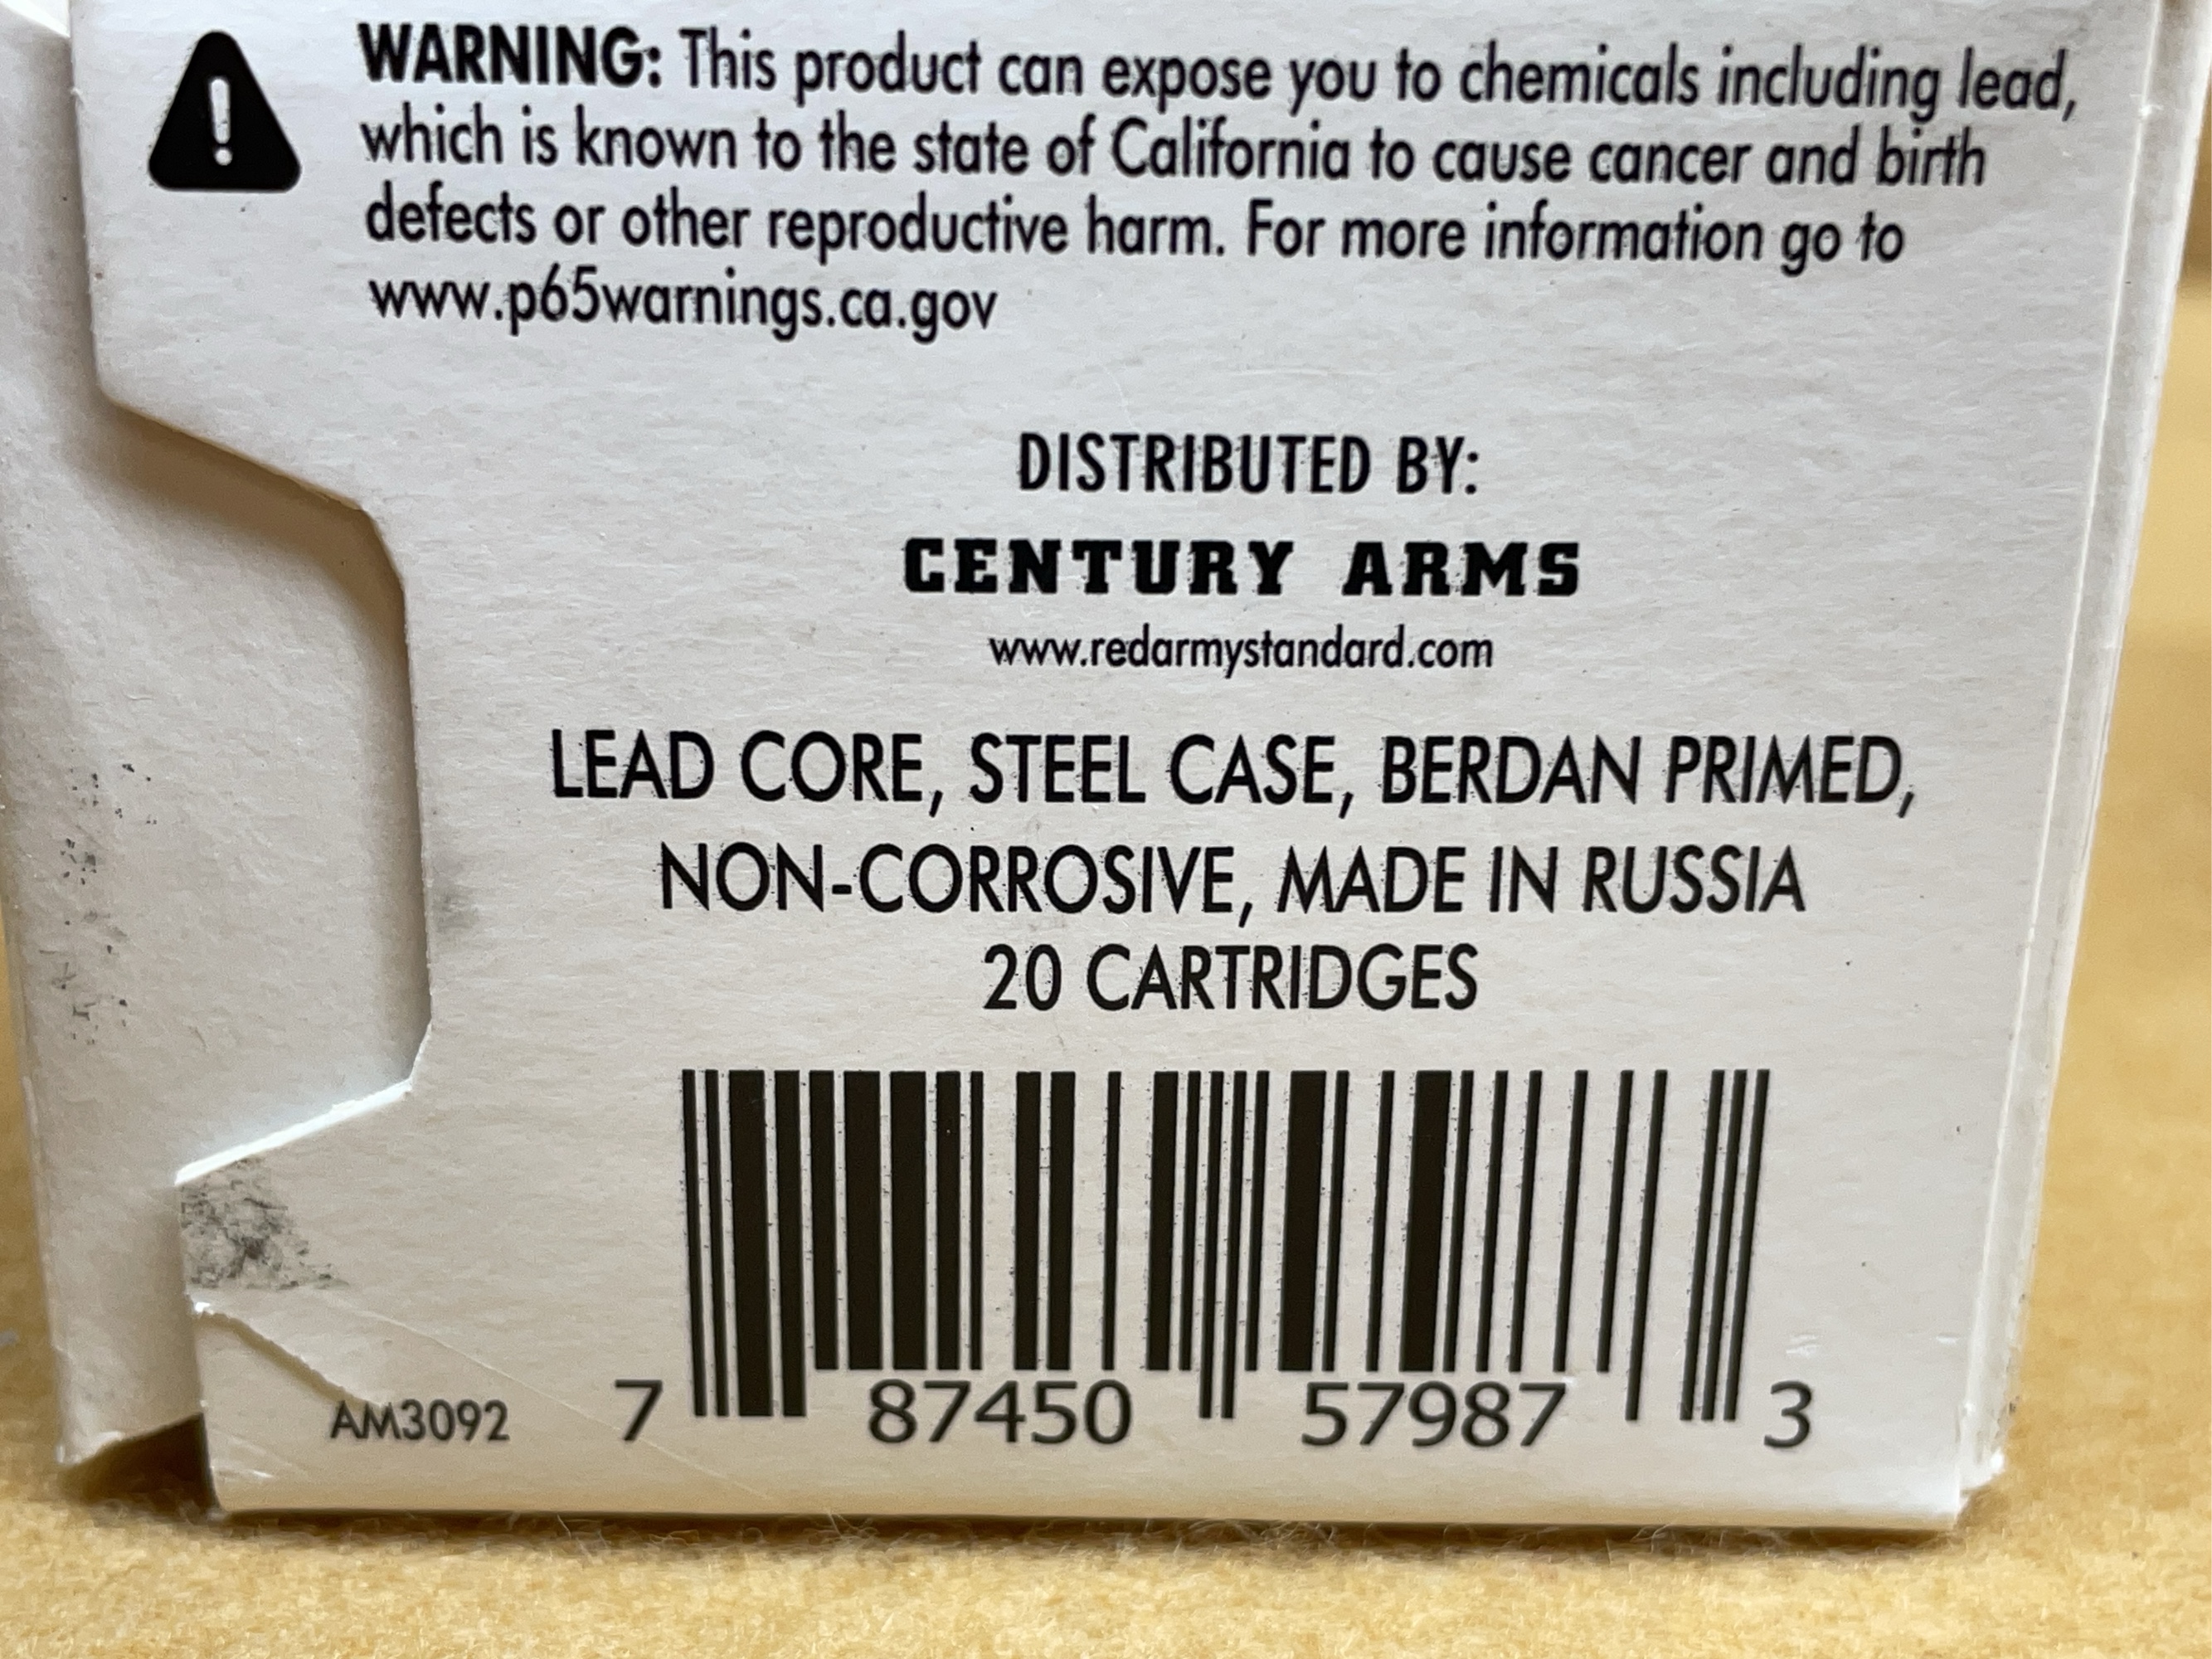 WARNING: This product can expose you to chemicals including lead,
which is known to the state of California to cause cancer and birth
defects or other reproductive harm. For more information go to
www.p65warnings.ca.gov
DISTRIBUTED BY:
CENTURY ARMS
www.redarmystandard.com
LEAD CORE, STEEL CASE, BERDAN PRIMED,
NON-CORROSIVE, MADE IN RUSSIA
20 CARTRIDGES
AM3092 7 87450 57987 3